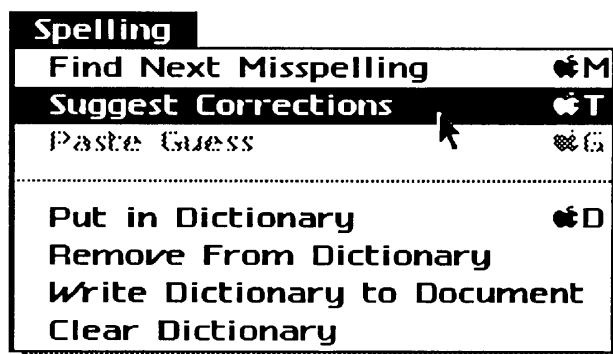 Spelling
Find Next Misspelling M
Suggest Corrections T
Paste Guess G
Put in Dictionary D
Remove From Dictionary
Write Dictionary to Document
Clear Dictionary